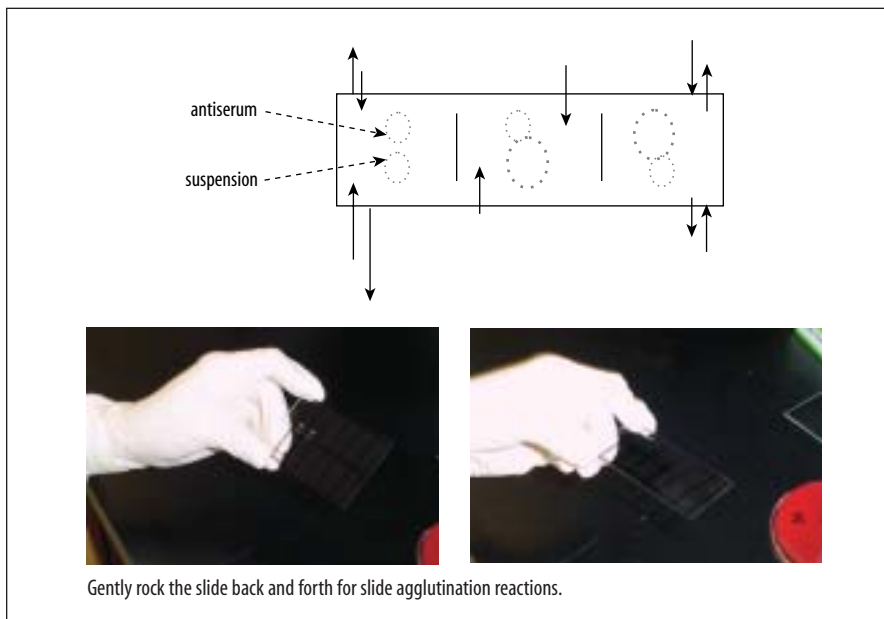 antiserum
suspension
Gently rock the slide back and forth for slide agglutination reactions.